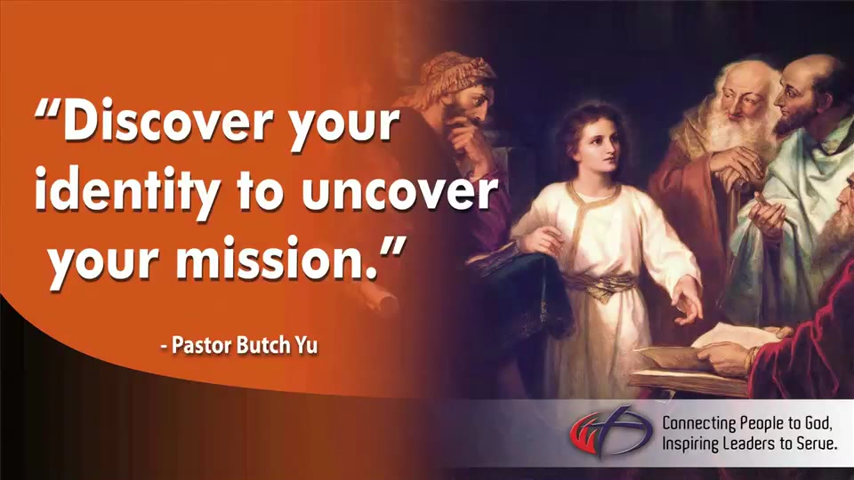 “Discover your
identity to uncover
your mission.”
- Pastor Butch Yu
Connecting People to God,
Inspiring Leaders to Serve.